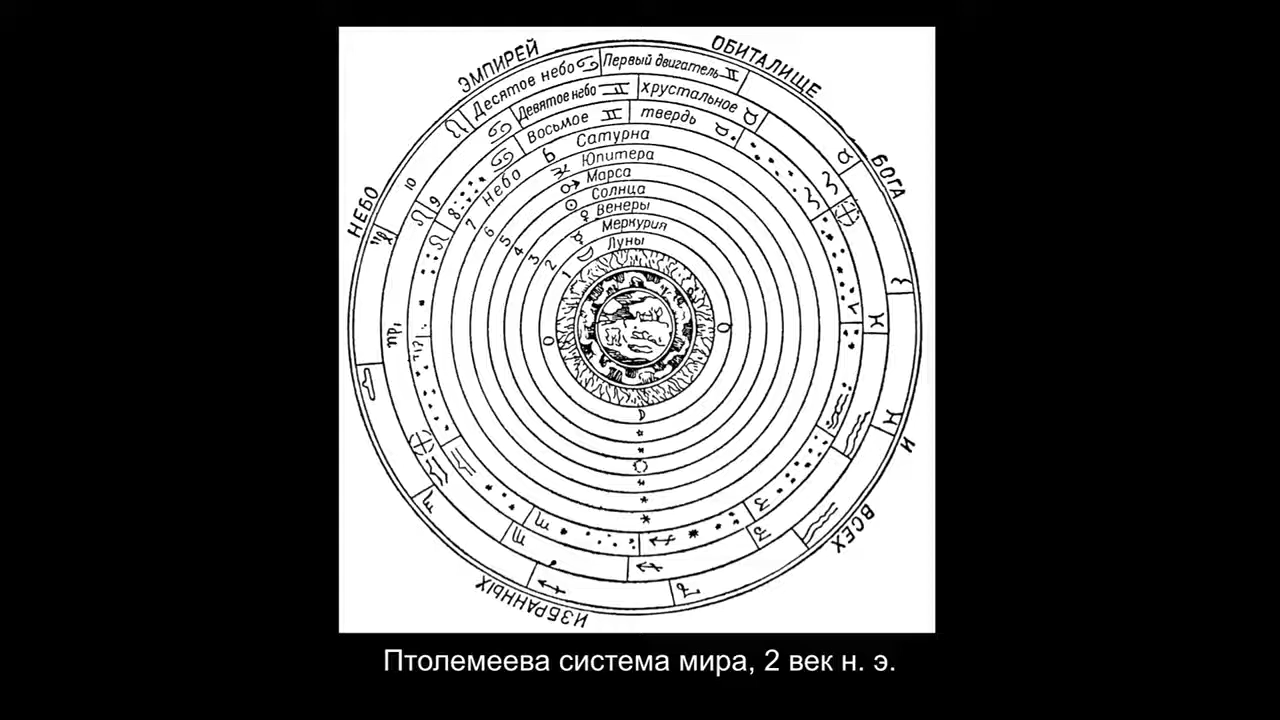 НЕБО ЭМПИРЕЙ ОБИТАЛИЩЕ БОГА И ВСЕХ ИЗБРАННЫХ
Десятое небо Первый двигатель
Девятое небо хрустальное
Восьмое твердь
небо Сатурна
Юпитера
Марса
Солнца
Венеры
Меркурия
Луны
10
9
8
7
6
5
4
3
2
1
Птолемеева система мира, 2 век н. э.